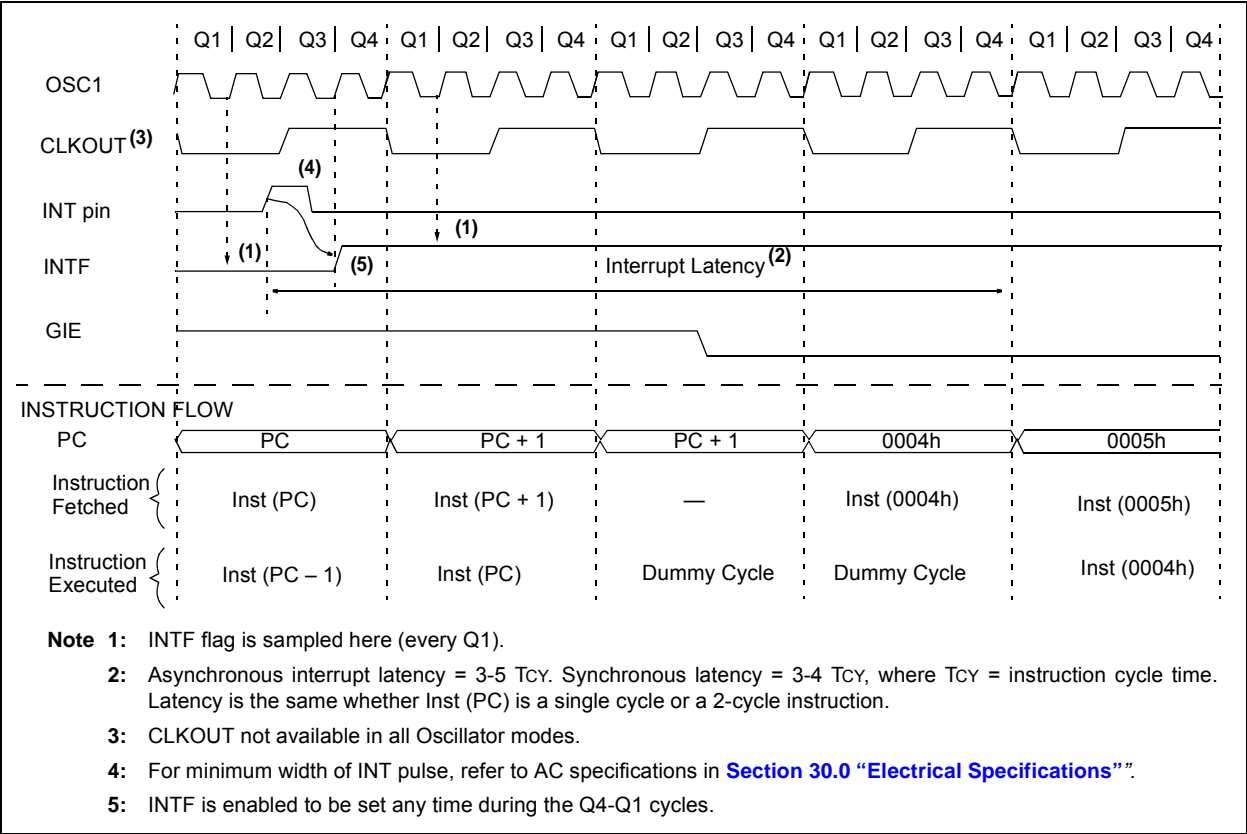 Q1 Q2 Q3 Q4 Q1 Q2 Q3 Q4 Q1 Q2 Q3 Q4 Q1 Q2 Q3 Q4 Q1 Q2 Q3 Q4
OSC1
CLKOUT (3)
(4)
INT pin
(1)
(1)
INTF
(5)
Interrupt Latency (2)
GIE
INSTRUCTION FLOW
PC PC PC + 1 PC + 1 0004h 0005h
Instruction
Fetched
Inst (PC) Inst (PC + 1) — Inst (0004h) Inst (0005h)
Instruction
Executed
Inst (PC – 1) Inst (PC) Dummy Cycle Dummy Cycle Inst (0004h)
Note 1: INTF flag is sampled here (every Q1).
2: Asynchronous interrupt latency = 3-5 TCY. Synchronous latency = 3-4 TCY, where TCY = instruction cycle time.
Latency is the same whether Inst (PC) is a single cycle or a 2-cycle instruction.
3: CLKOUT not available in all Oscillator modes.
4: For minimum width of INT pulse, refer to AC specifications in Section 30.0 “Electrical Specifications””.
5: INTF is enabled to be set any time during the Q4-Q1 cycles.